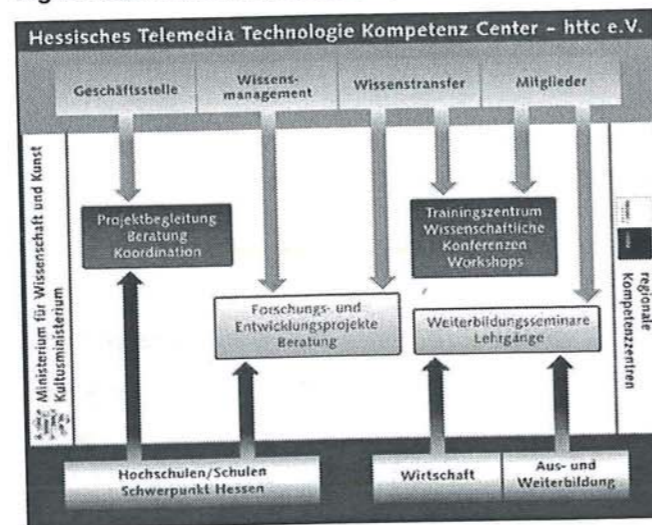 Hessisches Telemedia Technologie Kompetenz Center – httc e.V.
Geschäftsstelle
Wissens-
management
Wissenstransfer
Mitglieder
Ministerium für Wissenschaft und Kunst
Kultusministerium
Projektbegleitung
Beratung
Koordination
Trainingszentrum
Wissenschaftliche
Konferenzen
Workshops
Forschungs- und
Entwicklungsprojekte
Beratung
Weiterbildungsseminare
Lehrgänge
regionale
Kompetenzzentren
Hochschulen/Schulen
Schwerpunkt Hessen
Wirtschaft
Aus- und
Weiterbildung